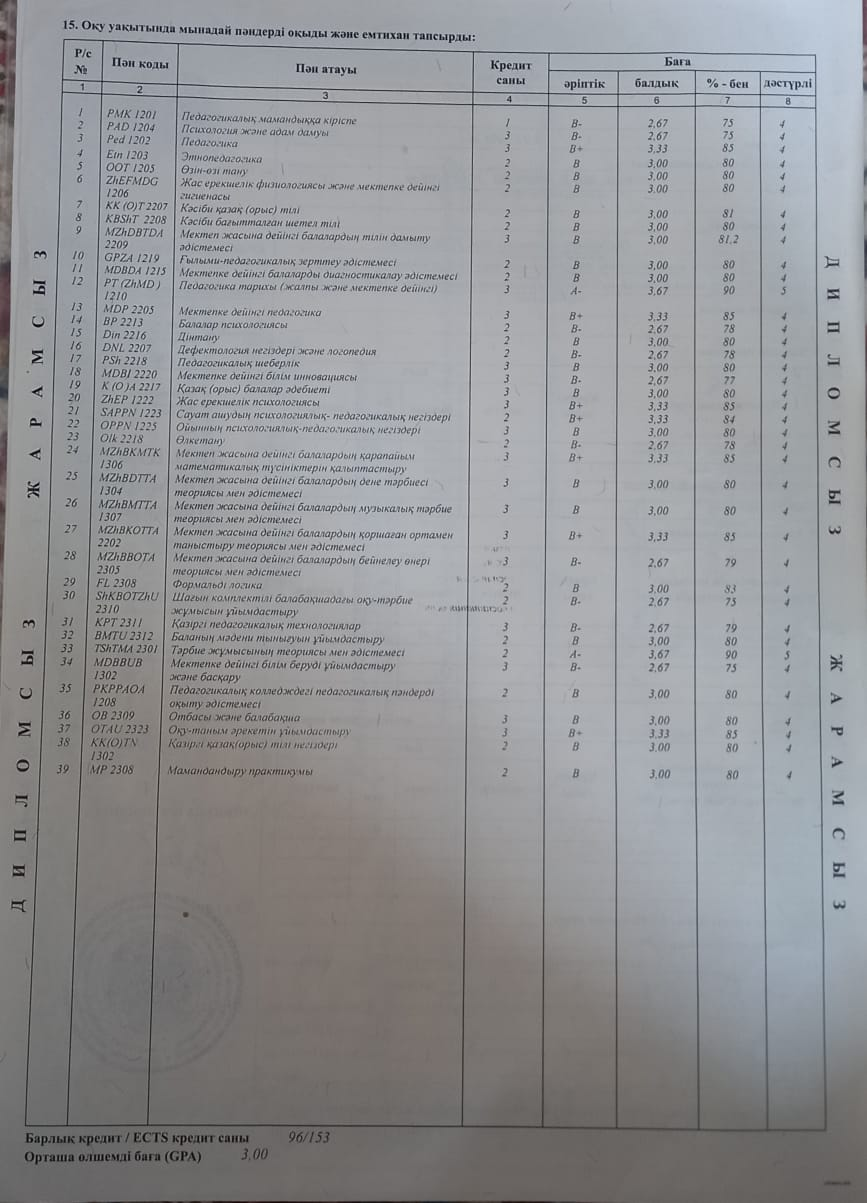 15. Оқу уақытында мынадай пәндерді оқыды және емтихан тапсырды:
Р/с № Пән коды Пән атауы Кредит саны Баға
әріптік балдық % - бен дәстүрлі
1 2 3 4 5 6 7 8
1 РМК 1201 Педагогикалық мамандыққа кіріспе 1 B- 2,67 75 4
2 PAD 1204 Психология және адам дамуы 3 B- 2,67 75 4
3 Ped 1202 Педагогика 3 B+ 3,33 85 4
4 Ein 1203 Этнопедагогика 2 B 3,00 80 4
5 OOT 1205 Өзін-өзі тану 2 B 3,00 80 4
6 ZhEFMDG Жас ерекшелік физиологиясы және мектепке дейінгі 2 B 3,00 80 4
1206 гигиенасы
7 KK (O)T 2207 Кәсіби қазақ (орыс) тілі 2 B 3,00 81 4
8 KBShT 2208 Кәсіби бағытталған шетел тілі 2 B 3,00 80 4
9 MZhDBTDA Мектеп жасына дейінгі балалардың тілін дамыту 3 B 3,00 81,2 4
2209 әдістемесі
10 GPZA 1219 Ғылыми-педагогикалық зерттеу әдістемесі 2 B 3,00 80 4
11 MDBDA 1215 Мектепке дейінгі балаларды диагностикалау әдістемесі 2 B 3,00 80 4
12 PT (ZhMD ) Педагогика тарихы (жалпы және мектепке дейінгі) 3 A- 3,67 90 5
1210
13 MDP 2205 Мектепке дейінгі педагогика 3 B+ 3,33 85 4
14 BP 2213 Балалар психологиясы 2 B- 2,67 78 4
15 Din 2216 Дінтану 2 B 3,00 80 4
16 DNL 2207 Дефектология негіздері және логопедия 2 B- 2,67 78 4
17 PSh 2218 Педагогикалық шеберлік 3 B 3,00 80 4
18 MDBI 2220 Мектепке дейінгі білім инновациясы 3 B- 2,67 77 4
19 K (O )A 2217 Қазақ (орыс) балалар әдебиеті 3 B 3,00 80 4
20 ZhEP 1222 Жас ерекшелік психологиясы 3 B+ 3,33 85 4
21 SAPPN 1223 Сауат ашудың психологиялық- педагогикалық негіздері 2 B+ 3,33 84 4
22 OPPN 1225 Ойынның психологиялық-педагогикалық негіздері 3 B 3,00 80 4
23 Olk 2218 Өлкетану 2 B- 2,67 78 4
24 MZhBKMTK Мектеп жасына дейінгі балалардың қарапайым 3 B+ 3,33 85 4
1306 математикалық түсініктерін қалыптастыру
25 MZhBDTTA Мектеп жасына дейінгі балалардың дене тәрбиесі 3 B 3,00 80 4
1304 теориясы мен әдістемесі
26 MZhBMTTA Мектеп жасына дейінгі балалардың музыкалық тәрбие 3 B 3,00 80 4
1307 теориясы мен әдістемесі
27 MZhBKOTTA Мектеп жасына дейінгі балалардың қоршаған ортамен 3 B+ 3,33 85 4
2202 таныстыру теориясы мен әдістемесі
28 MZhBBOTA Мектеп жасына дейінгі балалардың бейнелеу өнері 3 B- 2,67 79 4
2305 теориясы мен әдістемесі
29 FL 2308 Формальді логика 2 B 3,00 83 4
30 ShKBOTZhU Шағын комплектілі балабақшадағы оқу-тәрбие 2 B- 2,67 75 4
2310 жұмысын ұйымдастыру
31 KPT 2311 Қазіргі педагогикалық технологиялар 3 B- 2,67 79 4
32 BMTU 2312 Баланың мәдени тынығуын ұйымдастыру 2 B 3,00 80 4
33 TShTMA 2301 Тәрбие жұмысының теориясы мен әдістемесі 2 A- 3,67 90 5
34 MDBBUB Мектепке дейінгі білім беруді ұйымдастыру 3 B- 2,67 75 4
1302 және басқару
35 PKPPAOA Педагогикалық колледждегі педагогикалық пәндерді 2 B 3,00 80 4
1208 оқыту әдістемесі
36 OB 2309 Отбасы және балабақша 3 B 3,00 80 4
37 OTAU 2323 Оқу-таным әрекетін ұйымдастыру 3 B+ 3,33 85 4
38 KK(O)TN Қазіргі қазақ(орыс) тілі негіздері 2 B 3,00 80 4
1302
39 MP 2308 Мамандандыру практикумы 2 B 3,00 80 4
Барлық кредит / ECTS кредит саны 96/153
Орташа өлшемді баға (GPA) 3,00
ДИПЛОМСЫЗ ЖАРАМСЫЗ
ДИПЛОМСЫЗ ЖАРАМСЫЗ